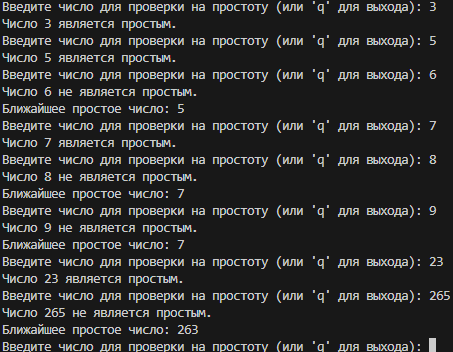 Введите число для проверки на простоту (или 'q' для выхода): 3
Число 3 является простым.
Введите число для проверки на простоту (или 'q' для выхода): 5
Число 5 является простым.
Введите число для проверки на простоту (или 'q' для выхода): 6
Число 6 не является простым.
Ближайшее простое число: 5
Введите число для проверки на простоту (или 'q' для выхода): 7
Число 7 является простым.
Введите число для проверки на простоту (или 'q' для выхода): 8
Число 8 не является простым.
Ближайшее простое число: 7
Введите число для проверки на простоту (или 'q' для выхода): 9
Число 9 не является простым.
Ближайшее простое число: 7
Введите число для проверки на простоту (или 'q' для выхода): 23
Число 23 является простым.
Введите число для проверки на простоту (или 'q' для выхода): 265
Число 265 не является простым.
Ближайшее простое число: 263
Введите число для проверки на простоту (или 'q' для выхода):